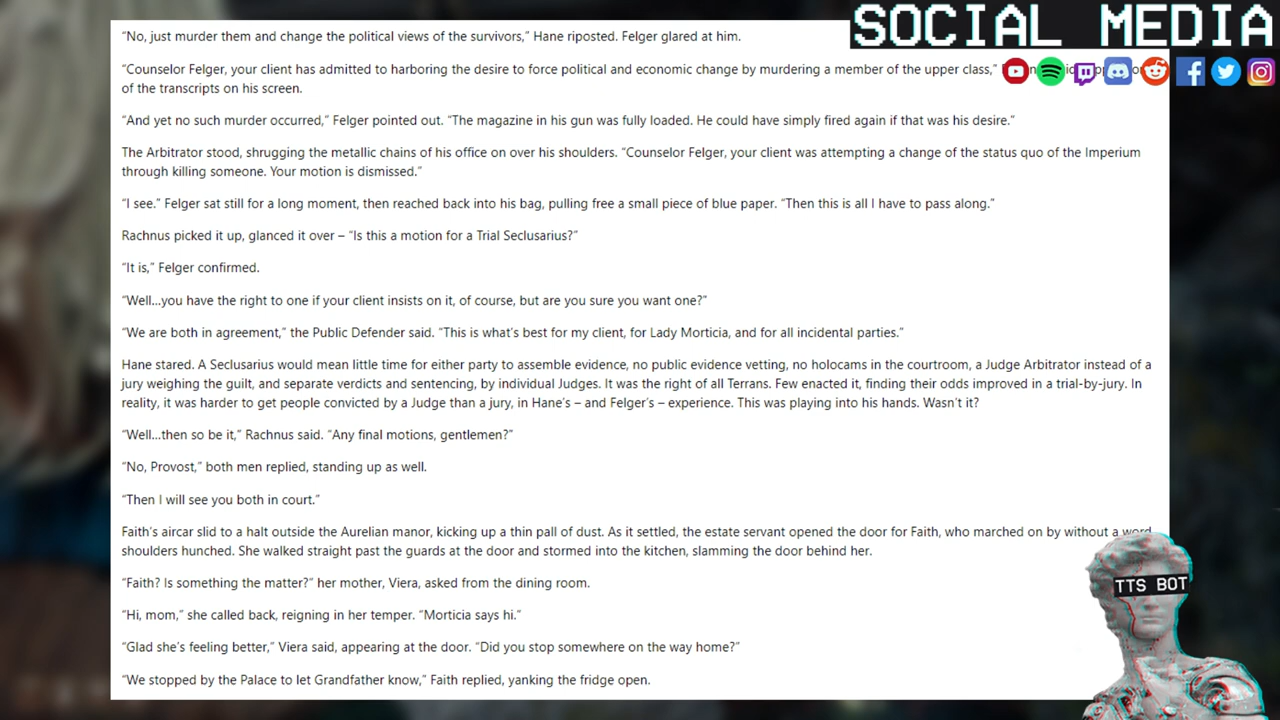 SOCIAL MEDIA
“No, just murder them and change the political views of the survivors,” Hane riposted. Felger glared at him.
“Counselor Felger, your client has admitted to harboring the desire to force political and economic change by murdering a member of the upper class,”
of the transcripts on his screen.
“And yet no such murder occurred,” Felger pointed out. “The magazine in his gun was fully loaded. He could have simply fired again if that was his desire.”
The Arbitrator stood, shrugging the metallic chains of his office on over his shoulders. “Counselor Felger, your client was attempting a change of the status quo of the Imperium
through killing someone. Your motion is dismissed.”
“I see.” Felger sat still for a long moment, then reached back into his bag, pulling free a small piece of blue paper. “Then this is all I have to pass along.”
Rachnus picked it up, glanced it over – “Is this a motion for a Trial Seclusarius?”
“It is,” Felger confirmed.
“Well...you have the right to one if your client insists on it, of course, but are you sure you want one?”
“We are both in agreement,” the Public Defender said. “This is what’s best for my client, for Lady Morticia, and for all incidental parties.”
Hane stared. A Seclusarius would mean little time for either party to assemble evidence, no public evidence vetting, no holocams in the courtroom, a Judge Arbitrator instead of a
jury weighing the guilt, and separate verdicts and sentencing, by individual Judges. It was the right of all Terrans. Few enacted it, finding their odds improved in a trial-by-jury. In
reality, it was harder to get people convicted by a Judge than a jury, in Hane’s – and Felger’s – experience. This was playing into his hands. Wasn’t it?
“Well...then so be it,” Rachnus said. “Any final motions, gentlemen?”
“No, Provost,” both men replied, standing up as well.
“Then I will see you both in court.”
Faith’s aircar slid to a halt outside the Aurelian manor, kicking up a thin pall of dust. As it settled, the estate servant opened the door for Faith, who marched on by without a word
shoulders hunched. She walked straight past the guards at the door and stormed into the kitchen, slamming the door behind her.
“Faith? Is something the matter?” her mother, Viera, asked from the dining room.
“Hi, mom,” she called back, reigning in her temper. “Morticia says hi.”
“Glad she’s feeling better,” Viera said, appearing at the door. “Did you stop somewhere on the way home?”
“We stopped by the Palace to let Grandfather know,” Faith replied, yanking the fridge open.
TTS BOT